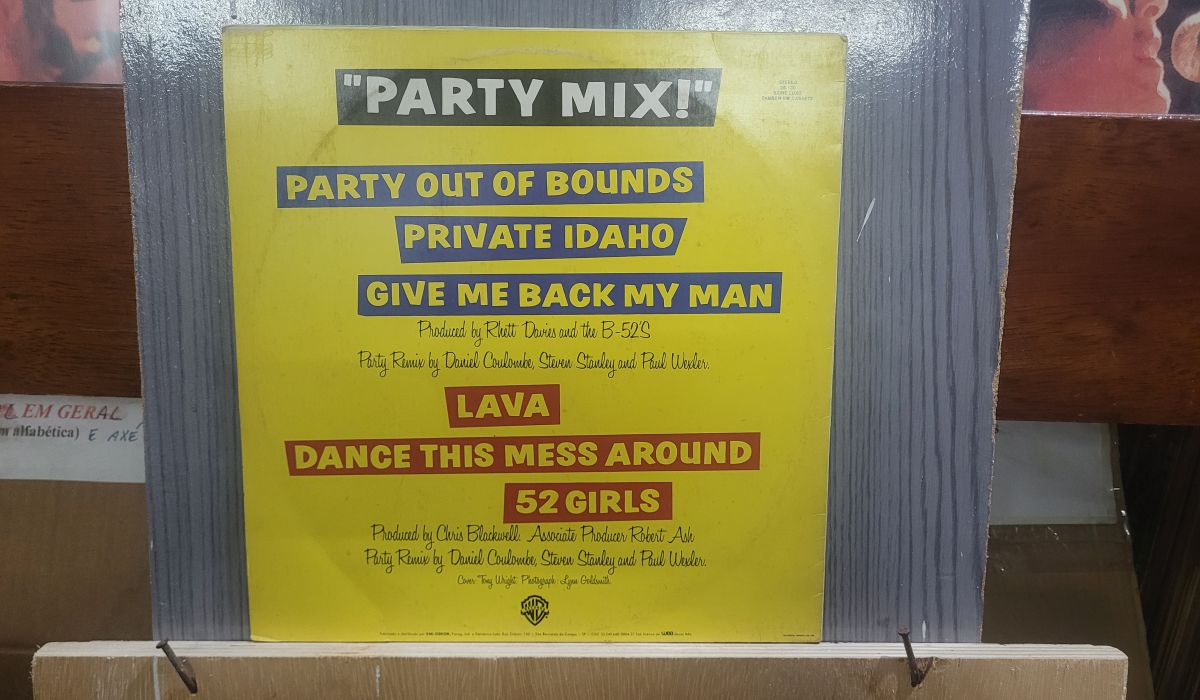 "PARTY MIX!"
STEREO
PARTY OUT OF BOUNDS
PRIVATE IDAHO
GIVE ME BACK MY MAN
Produced by Rhett Davies and the B-52'S
Party Remix by Daniel Coulombe, Steven Stanley and Paul Wexler.
LAVA
DANCE THIS MESS AROUND
52 GIRLS
Produced by Chris Blackwell. Associate Producer Robert Ash
Party Remix by Daniel Coulombe, Steven Stanley and Paul Wexler.
Cover: Tony Wright. Photograph: Lynn Goldsmith
EM GERAL
alfabética) E AXÉ